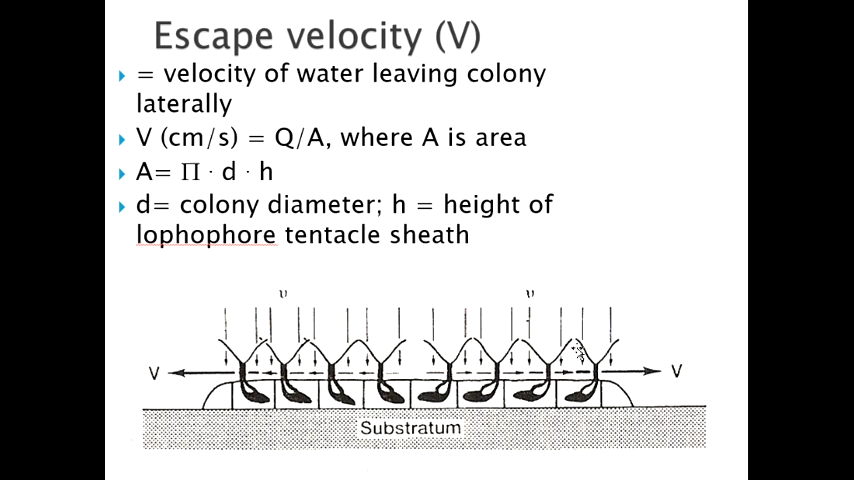 Escape velocity (V)
= velocity of water leaving colony
laterally
V (cm/s) = Q/A, where A is area
A= Π · d · h
d= colony diameter; h = height of
lophophore tentacle sheath
υ υ
V V
Substratum